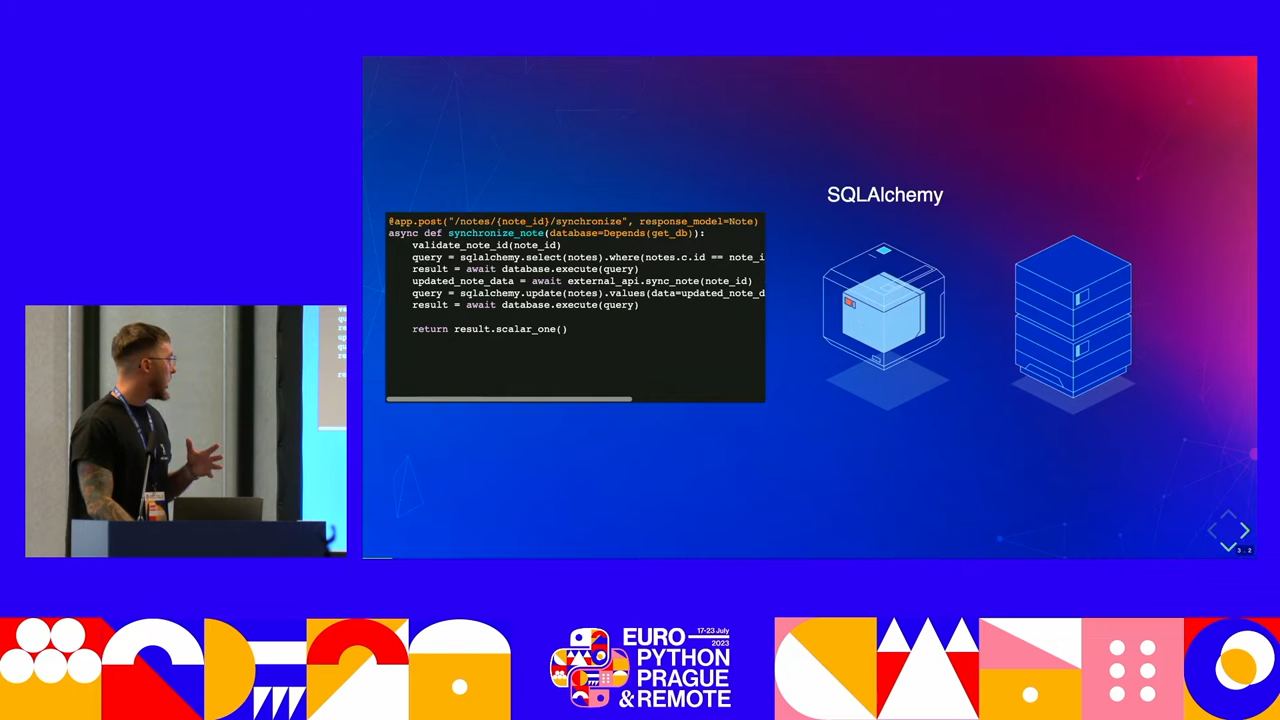 SQLAlchemy
@app.post("/notes/{note_id}/synchronize", response_model=Note)
async def synchronize_note(database=Depends(get_db)):
    validate_note_id(note_id)
    query = sqlalchemy.select(notes).where(notes.c.id == note_i
    result = await database.execute(query)
    updated_note_data = await external_api.sync_note(note_id)
    query = sqlalchemy.update(notes).values(data=updated_note_d
    result = await database.execute(query)
    return result.scalar_one()
3.2
EURO
17-23 July
2023
PYTHON
PRAGUE
&REMOTE